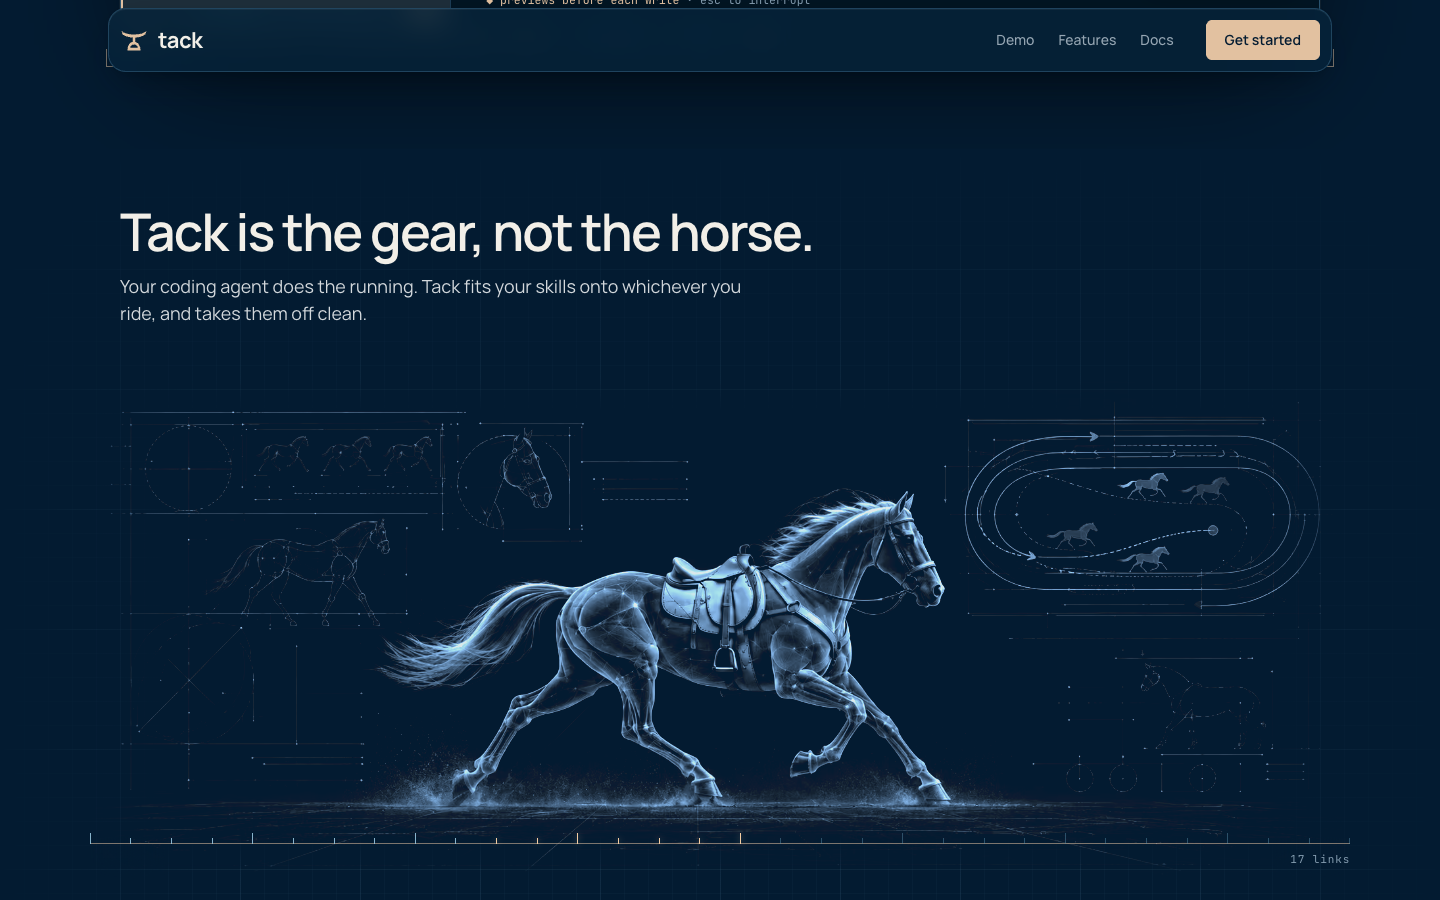 ◆ previews before each write · esc to interrupt
tack
Demo
Features
Docs
Get started
Tack is the gear, not the horse.
Your coding agent does the running. Tack fits your skills onto whichever you
ride, and takes them off clean.
17 links